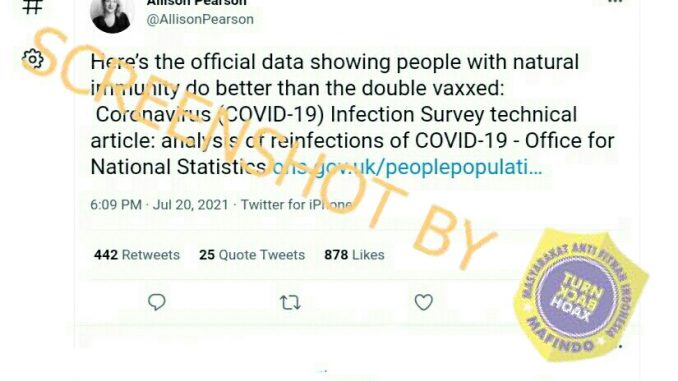 #
Allison Pearson
@AllisonPearson
Here's the official data showing people with natural
immunity do better than the double vaxxed:
Coronavirus (COVID-19) Infection Survey technical
article: analysis of reinfections of COVID-19 - Office for
National Statistics ons.gov.uk/peoplepopulati…
6:09 PM · Jul 20, 2021 · Twitter for iPhone
442 Retweets 25 Quote Tweets 878 Likes
SCREENSHOT BY
MASYARAKAT ANTI FITNAH INDONESIA
TURN
BACK
HOAX
MAFINDO